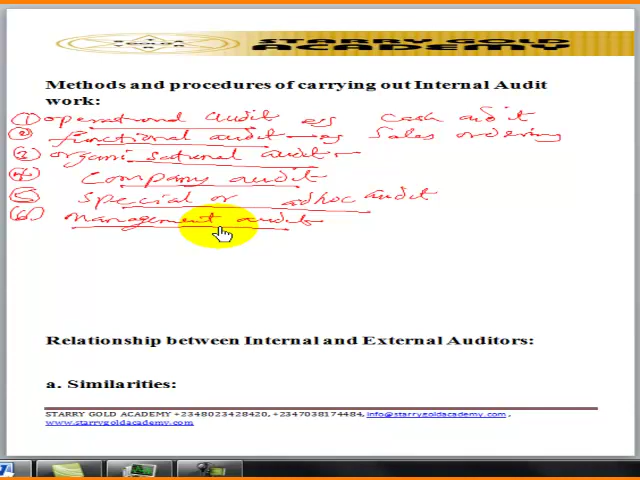 STARRY GOLD
ACADEMY
Methods and procedures of carrying out Internal Audit
work:
① operational audit eg Cash audit
② functional audit — eg Sales ordering
③ organisational audit —
④ Company audit
⑤ Special or adhoc audit
⑥ management audit
Relationship between Internal and External Auditors:
a. Similarities:
STARRY GOLD ACADEMY +2348023428420, +2347038174484, info@starrygoldacademy.com ,
www.starrygoldacademy.com